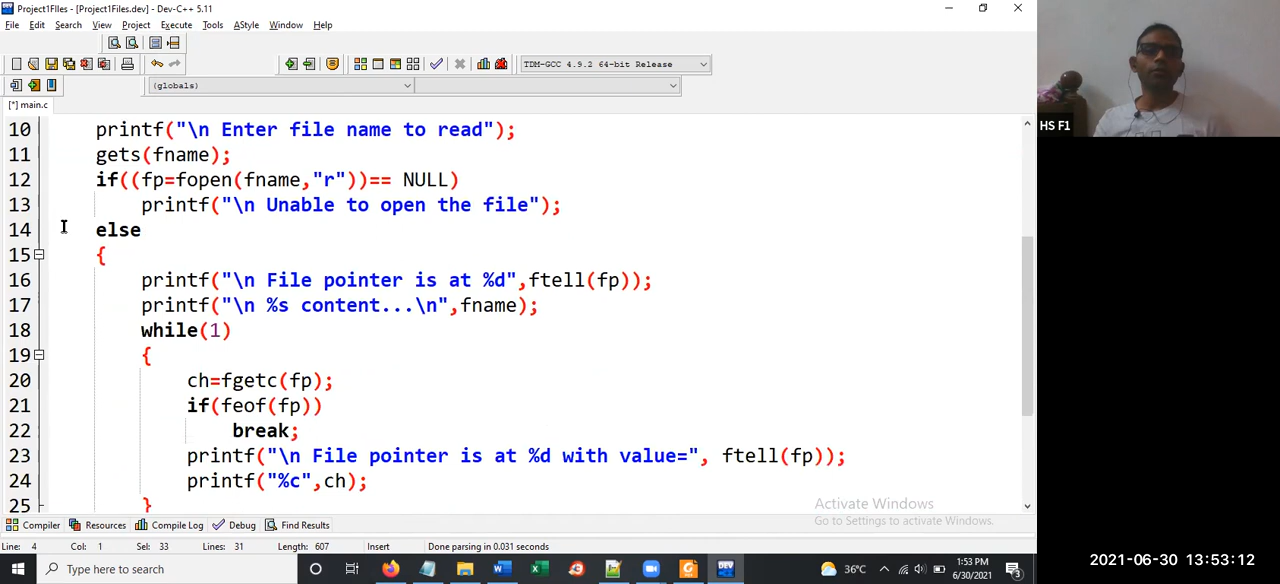 Project1FIles - [Project1Files.dev] - Dev-C++ 5.11
File Edit Search View Project Execute Tools AStyle Window Help
TDM-GCC 4.9.2 64-bit Release
(globals)
[*] main.c
10 printf("\n Enter file name to read");
11 gets(fname);
12 if((fp=fopen(fname,"r"))== NULL)
13 printf("\n Unable to open the file");
14 else
15 {
16 printf("\n File pointer is at %d",ftell(fp));
17 printf("\n %s content...\n",fname);
18 while(1)
19 {
20 ch=fgetc(fp);
21 if(feof(fp))
22 break;
23 printf("\n File pointer is at %d with value=", ftell(fp));
24 printf("%c",ch);
25 }
Activate Windows
Go to Settings to activate Windows.
Compiler Resources Compile Log Debug Find Results
Line: 4 Col: 1 Sel: 33 Lines: 31 Length: 607 Insert Done parsing in 0.031 seconds
Type here to search
36°C
1:53 PM
6/30/2021
3
DEV
HS F1
2021-06-30 13:53:12